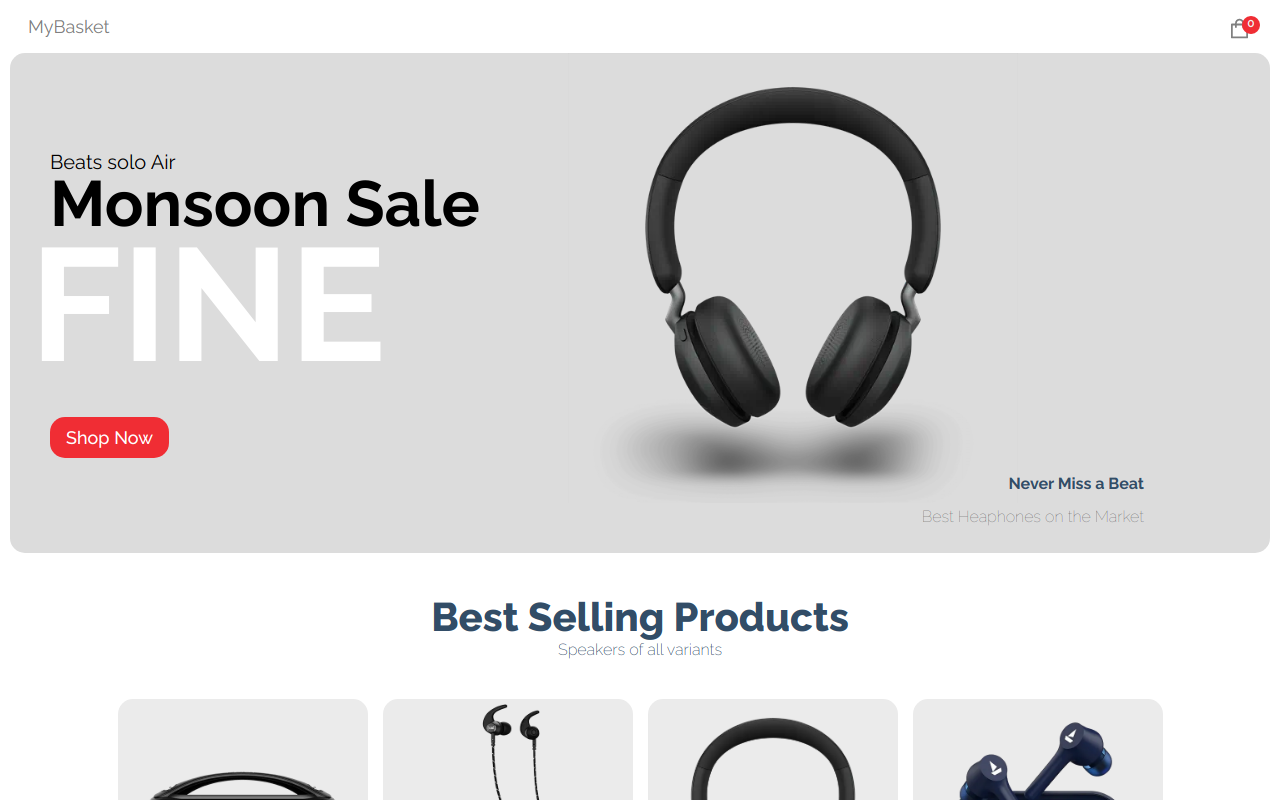 MyBasket
0
Beats solo Air
Monsoon Sale
FINE
Shop Now
Never Miss a Beat
Best Heaphones on the Market
Best Selling Products
Speakers of all variants